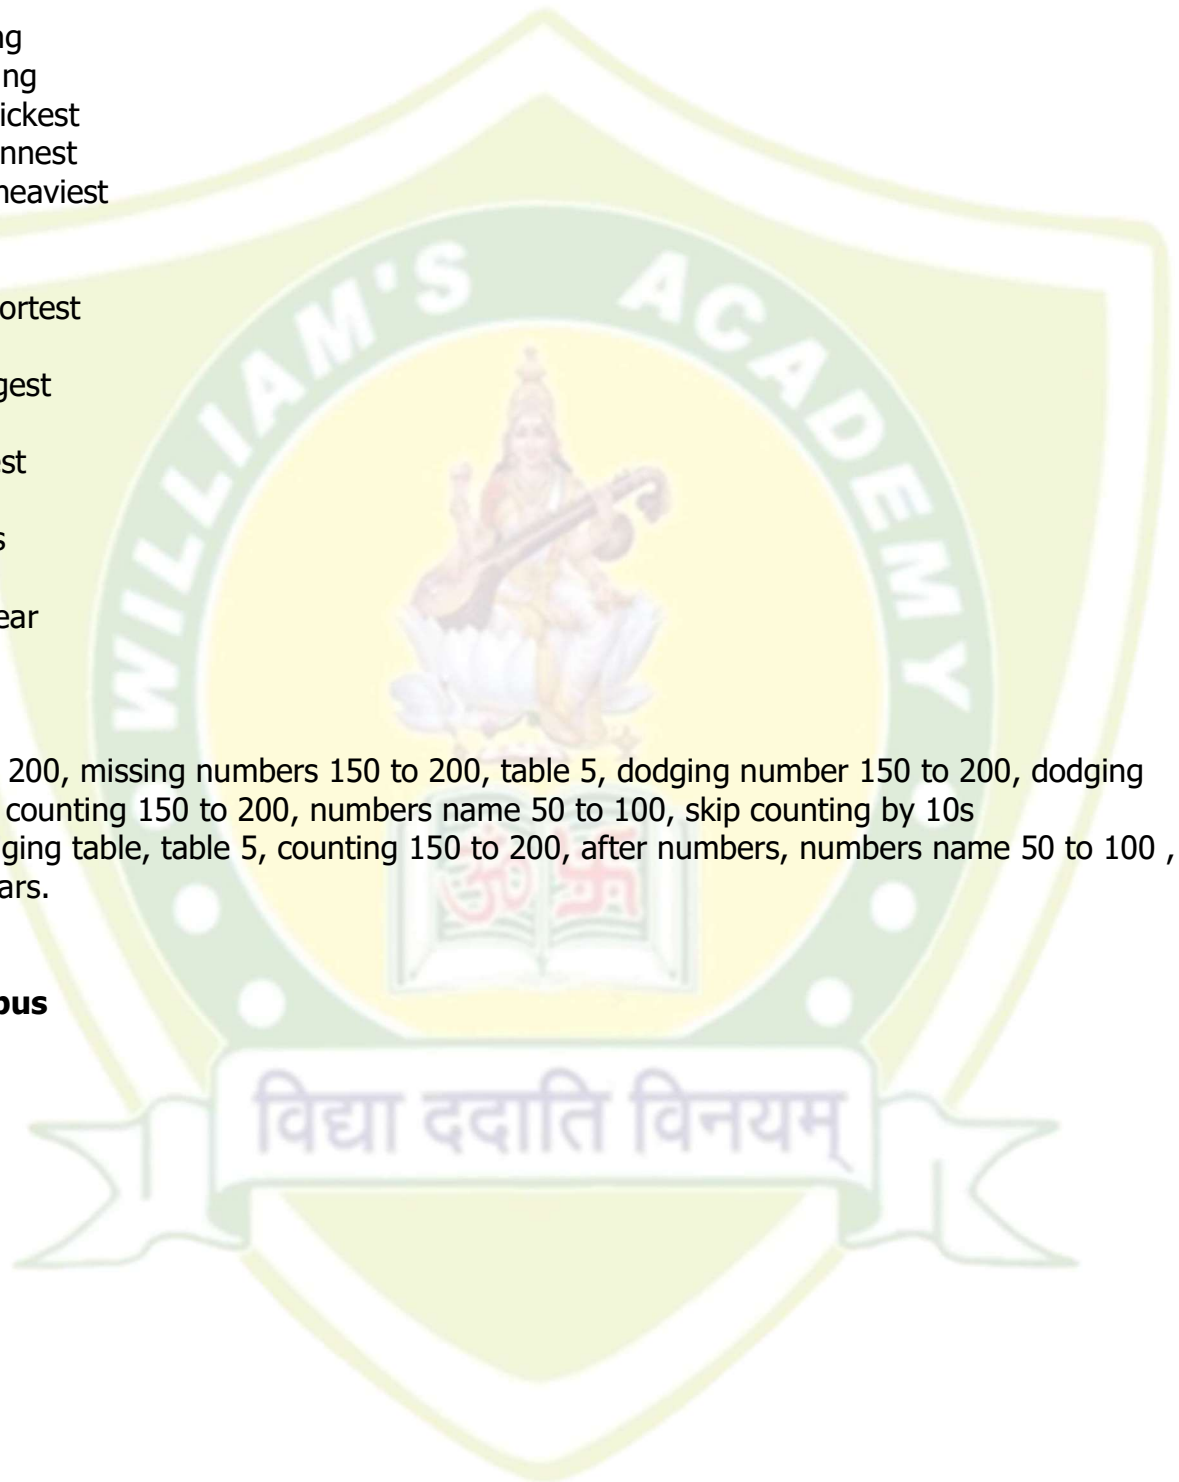 ng
ng
ickest
nnest
heaviest
ortest
gest
st
s
ear
200, missing numbers 150 to 200, table 5, dodging number 150 to 200, dodging
counting 150 to 200, numbers name 50 to 100, skip counting by 10s
ging table, table 5, counting 150 to 200, after numbers, numbers name 50 to 100 ,
ars.
bus
WILLIAM'S ACADEMY
विद्या ददाति विनयम्